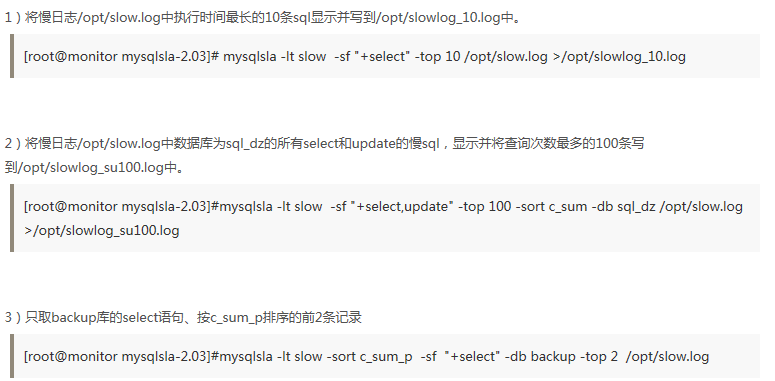 1）将慢日志/opt/slow.log中执行时间最长的10条sql显示并写到/opt/slowlog_10.log中。
[root@monitor mysqlsla-2.03]# mysqlsla -lt slow  -sf "+select" -top 10 /opt/slow.log >/opt/slowlog_10.log
2）将慢日志/opt/slow.log中数据库为sql_dz的所有select和update的慢sql，显示并将查询次数最多的100条写
到/opt/slowlog_su100.log中。
[root@monitor mysqlsla-2.03]#mysqlsla -lt slow  -sf "+select,update" -top 100 -sort c_sum -db sql_dz /opt/slow.log
>/opt/slowlog_su100.log
3）只取backup库的select语句、按c_sum_p排序的前2条记录
[root@monitor mysqlsla-2.03]#mysqlsla -lt slow -sort c_sum_p  -sf  "+select" -db backup -top 2  /opt/slow.log